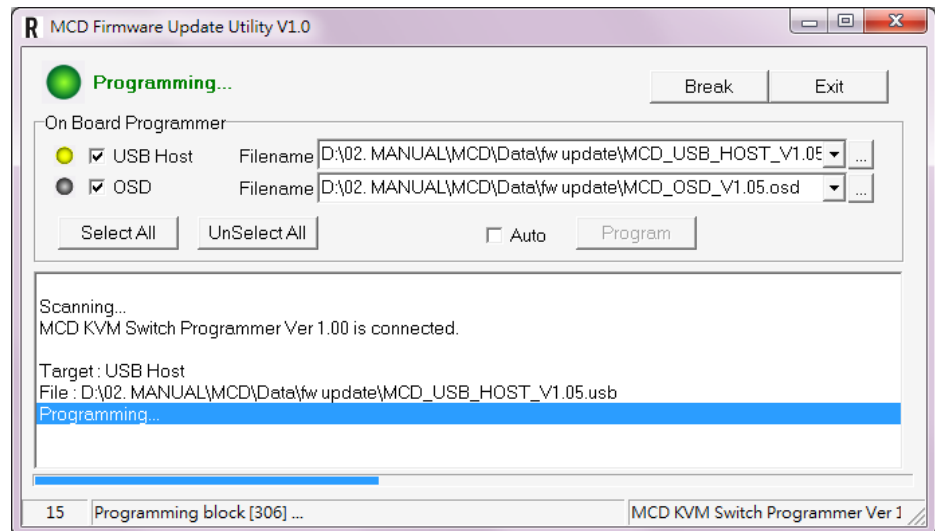 R MCD Firmware Update Utility V1.0
Programming...
Break Exit
On Board Programmer
USB Host Filename D:\02. MANUAL\MCD\Data\fw update\MCD_USB_HOST_V1.05 ...
OSD Filename D:\02. MANUAL\MCD\Data\fw update\MCD_OSD_V1.05.osd ...
Select All UnSelect All Auto Program
Scanning...
MCD KVM Switch Programmer Ver 1.00 is connected.
Target : USB Host
File : D:\02. MANUAL\MCD\Data\fw update\MCD_USB_HOST_V1.05.usb
Programming...
15 Programming block [306] ... MCD KVM Switch Programmer Ver 1